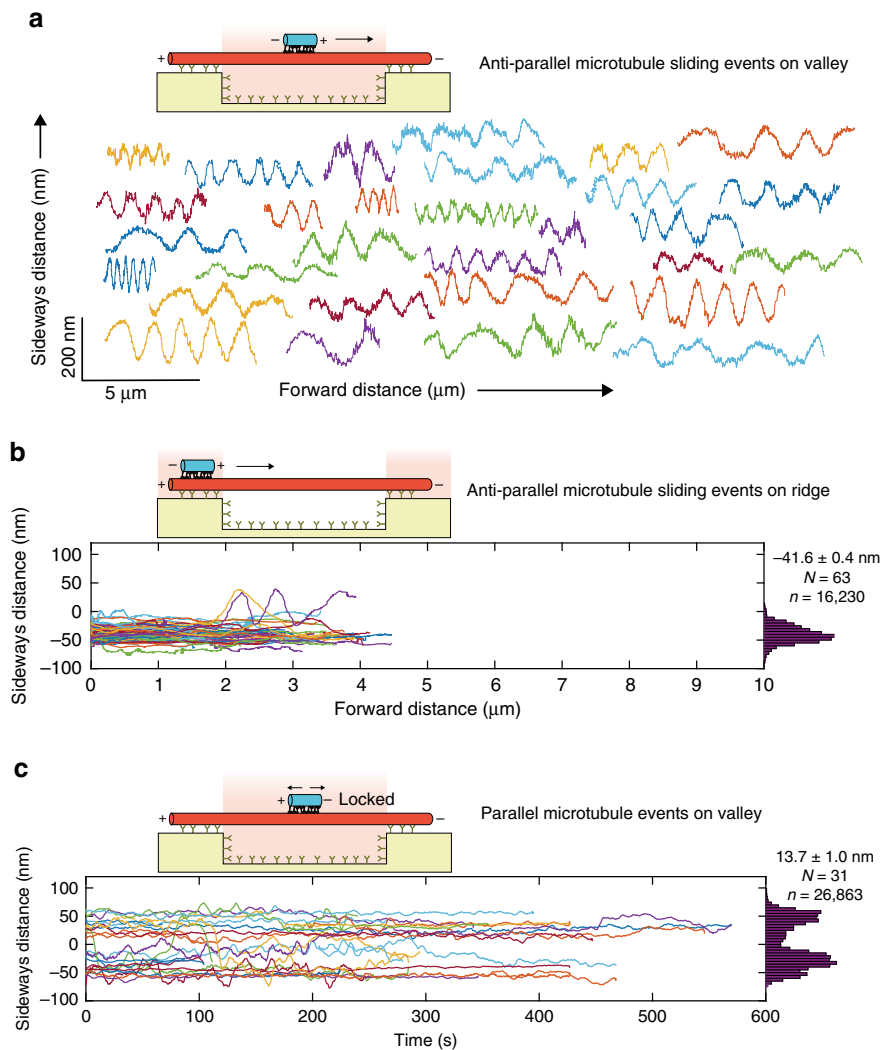 a
− + →
+ −
Anti-parallel microtubule sliding events on valley
Sideways distance (nm)
200 nm
5 μm
Forward distance (μm)
b
− +
+ −
Anti-parallel microtubule sliding events on ridge
Sideways distance (nm)
100
50
0
−50
−100
0 1 2 3 4 5 6 7 8 9 10
Forward distance (μm)
−41.6 ± 0.4 nm
N = 63
n = 16,230
c
+ − Locked
+ −
Parallel microtubule events on valley
Sideways distance (nm)
100
50
0
−50
−100
0 100 200 300 400 500 600
Time (s)
13.7 ± 1.0 nm
N = 31
n = 26,863